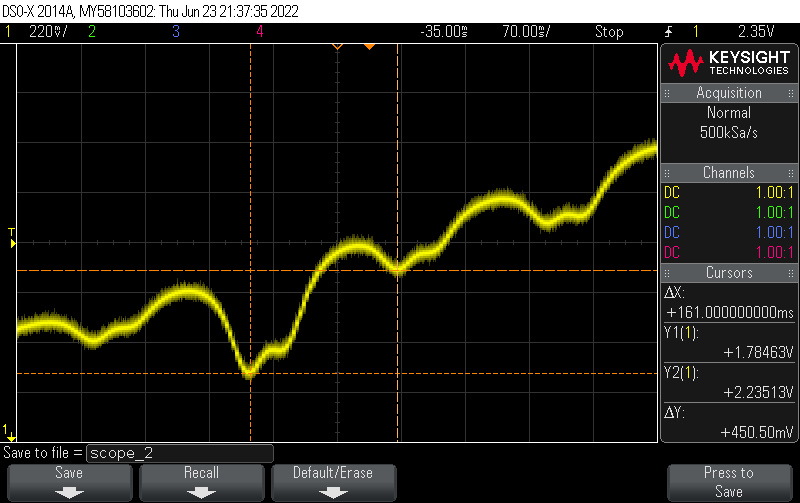 DSO-X 2014A, MY58103602: Thu Jun 23 21:37:35 2022
1 220℧/ 2 3 4 -35.00℧ 70.00℧/ Stop 1 2.35V
KEYSIGHT
TECHNOLOGIES
Acquisition
Normal
500kSa/s
Channels
DC 1.00:1
DC 1.00:1
DC 1.00:1
DC 1.00:1
Cursors
ΔX:
+161.000000000ms
Y1(1):
+1.78463V
Y2(1):
+2.23513V
ΔY:
+450.50mV
T
1
Save to file = scope_2
Save
Recall
Default/Erase
Press to
Save